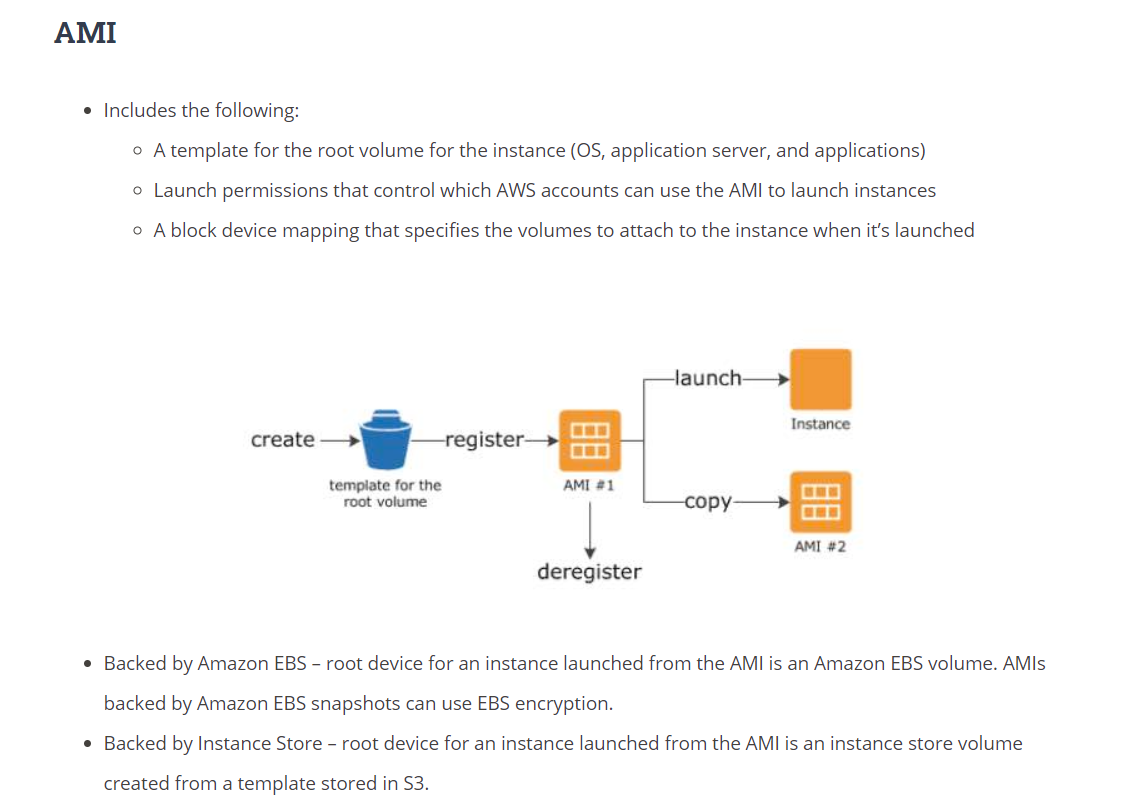 AMI
• Includes the following:
○ A template for the root volume for the instance (OS, application server, and applications)
○ Launch permissions that control which AWS accounts can use the AMI to launch instances
○ A block device mapping that specifies the volumes to attach to the instance when it’s launched
launch
Instance
create
register
template for the
root volume
AMI #1
copy
AMI #2
deregister
• Backed by Amazon EBS – root device for an instance launched from the AMI is an Amazon EBS volume. AMIs
backed by Amazon EBS snapshots can use EBS encryption.
• Backed by Instance Store – root device for an instance launched from the AMI is an instance store volume
created from a template stored in S3.